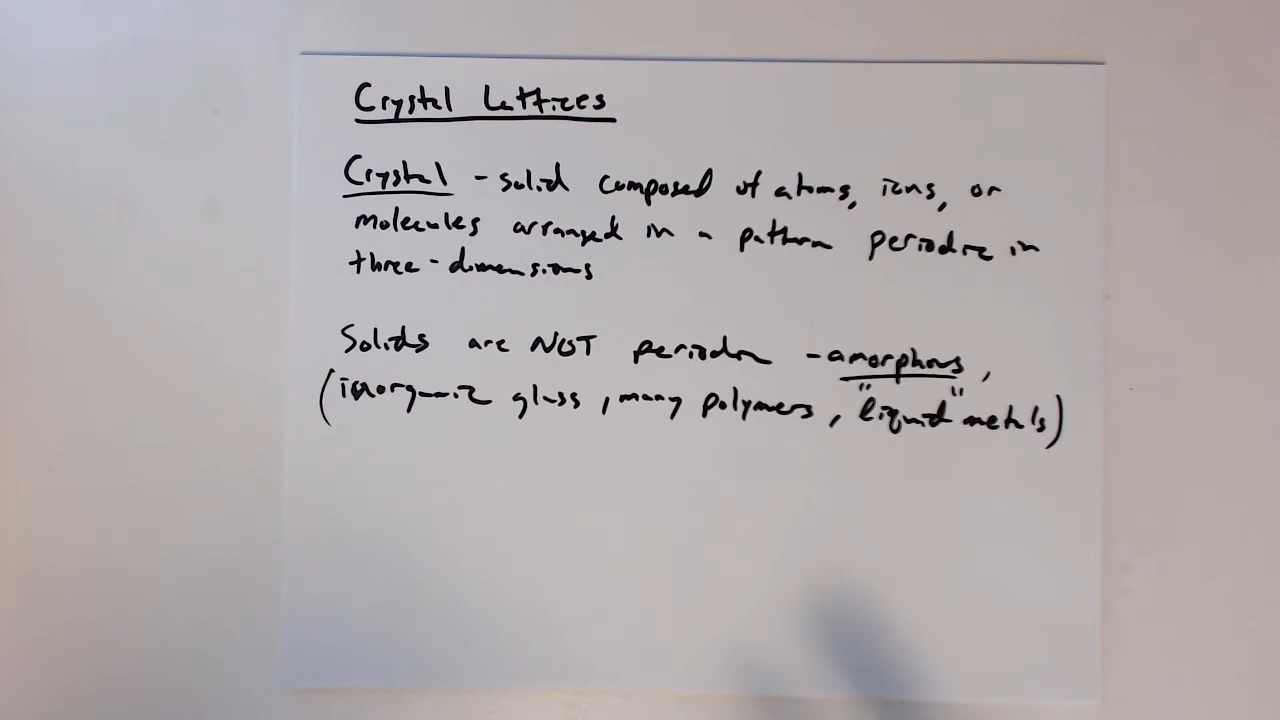 Crystal Lattices
Crystal - solid composed of atoms, ions, or
molecules arranged in a pattern periodic in
three-dimensions
Solids are NOT periodic - amorphous,
(inorganic glass, many polymers, "liquid" metals)